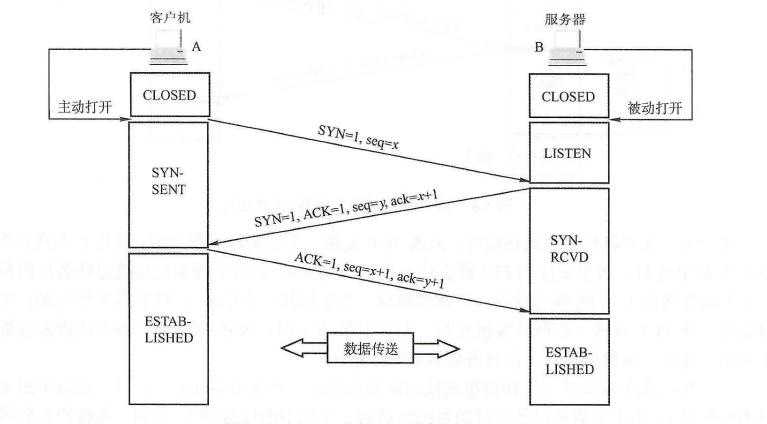 客户机
服务器
A
B
CLOSED
CLOSED
主动打开
被动打开
SYN=1, seq=x
LISTEN
SYN-
SENT
SYN=1, ACK=1, seq=y, ack=x+1
SYN-
RCVD
ACK=1, seq=x+1, ack=y+1
ESTAB-
LISHED
数据传送
ESTAB-
LISHED